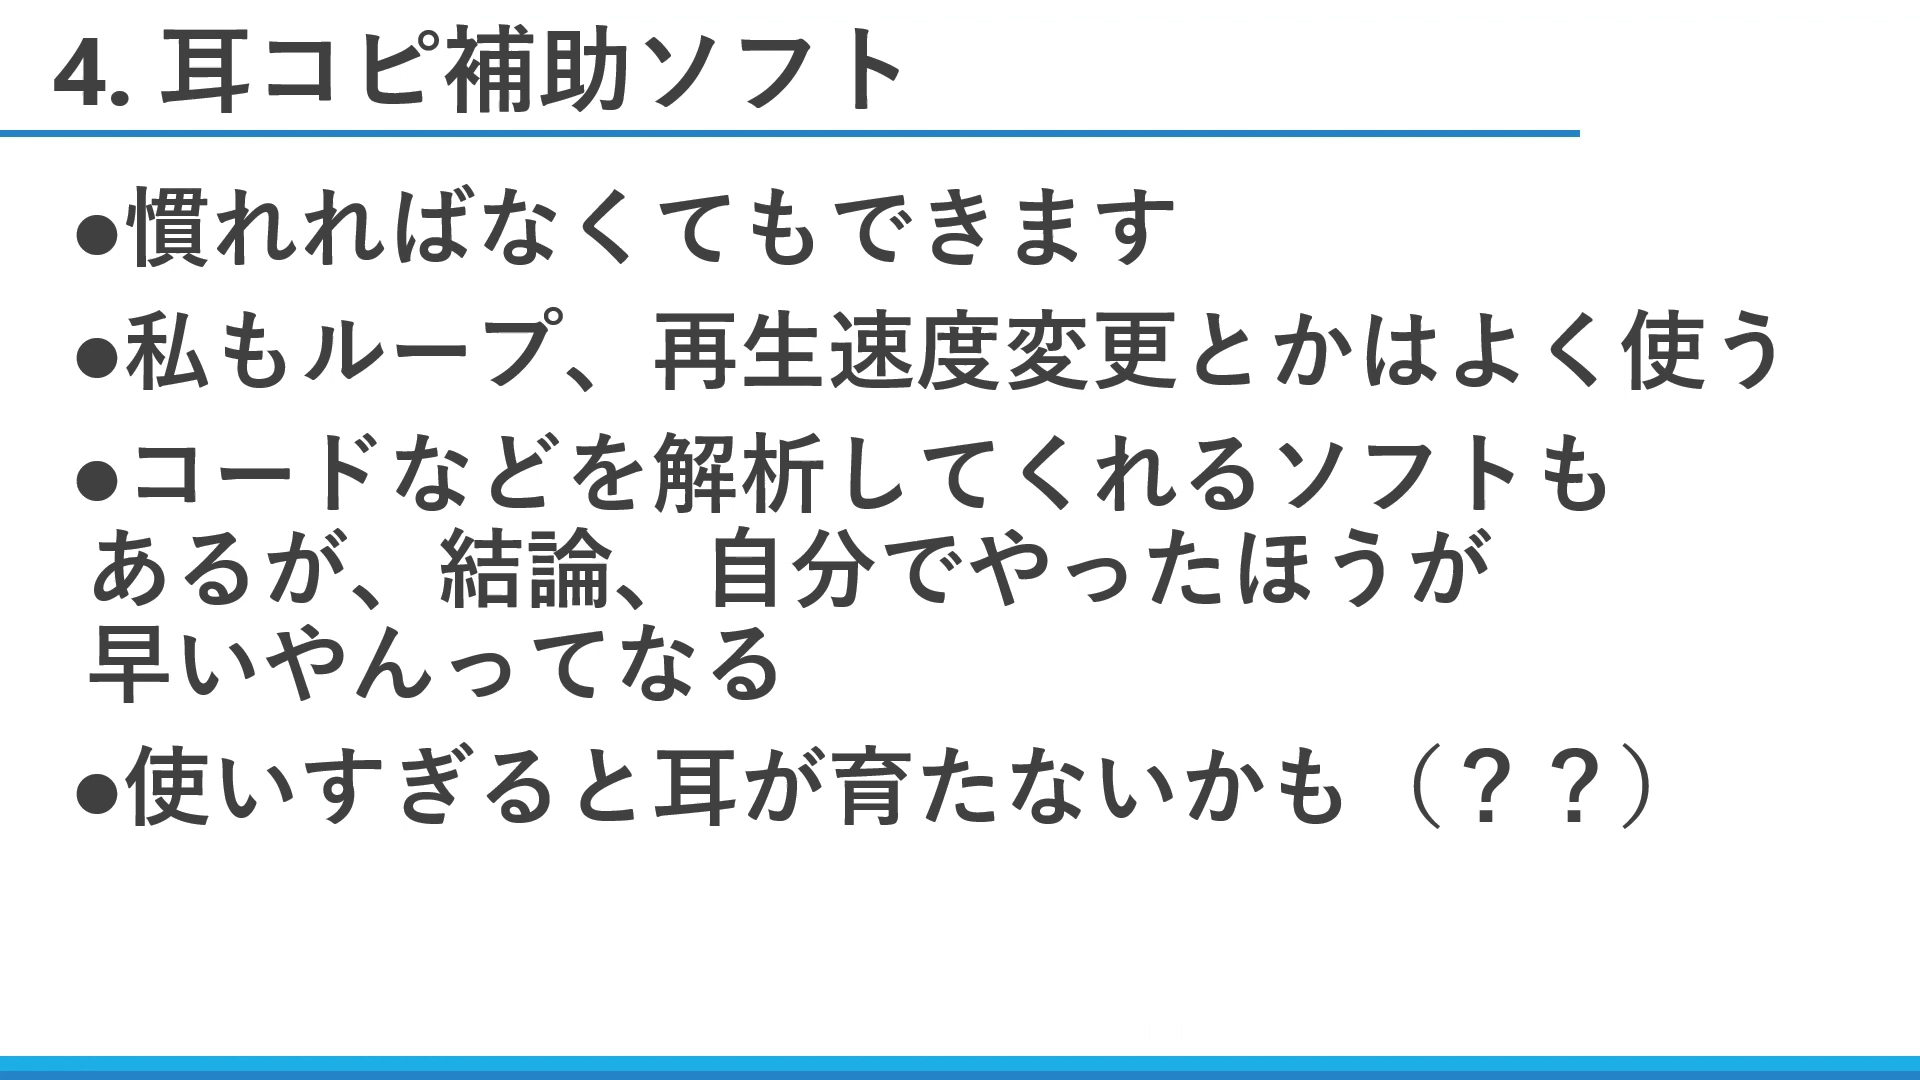 4. 耳コピ補助ソフト
●慣れればなくてもできます
●私もループ、再生速度変更とかはよく使う
●コードなどを解析してくれるソフトも
あるが、結論、自分でやったほうが
早いやんってなる
●使いすぎると耳が育たないかも（？？）